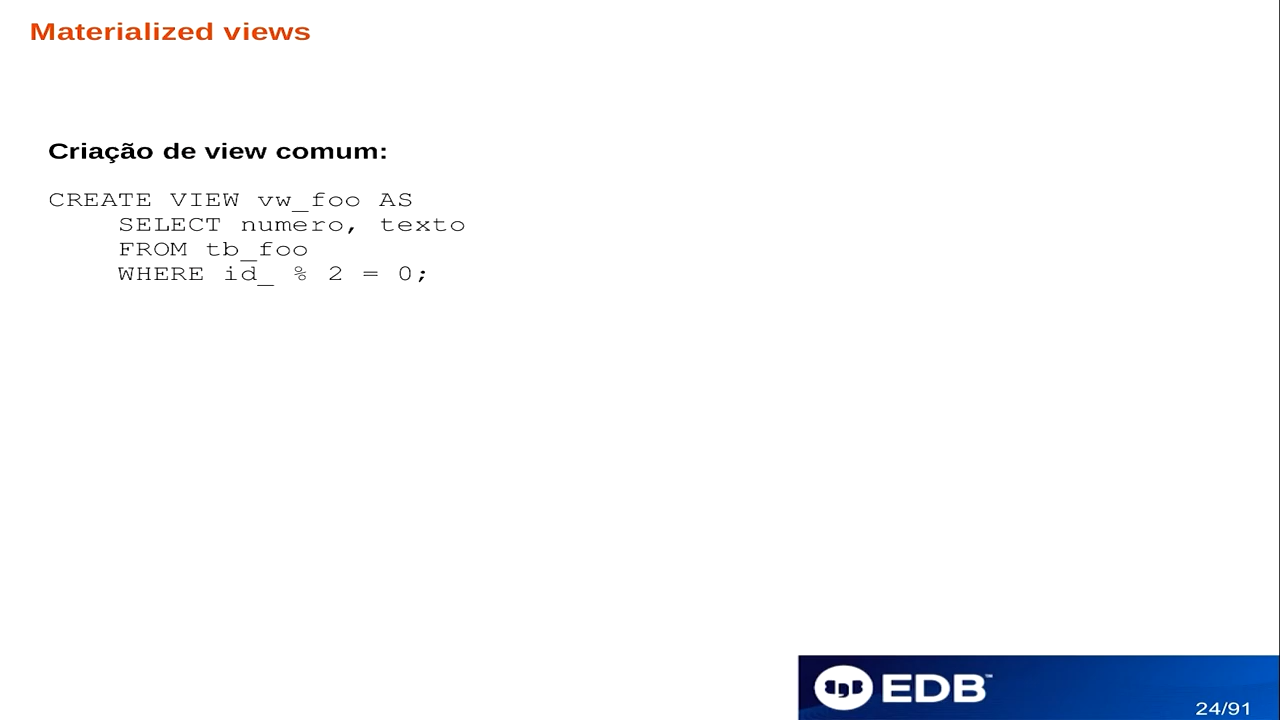 Materialized views
Criação de view comum:
CREATE VIEW vw_foo AS
SELECT numero, texto
FROM tb_foo
WHERE id_ % 2 = 0;
EDB™
24/91